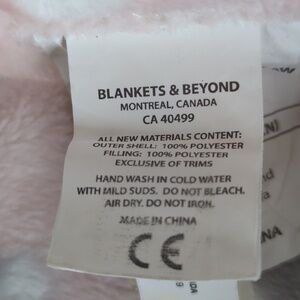 BLANKETS & BEYOND
MONTREAL, CANADA
CA 40499
ALL NEW MATERIALS CONTENT:
OUTER SHELL: 100% POLYESTER
FILLING: 100% POLYESTER
EXCLUSIVE OF TRIMS
HAND WASH IN COLD WATER
WITH MILD SUDS. DO NOT BLEACH.
AIR DRY. DO NOT IRON.
MADE IN CHINA
CE